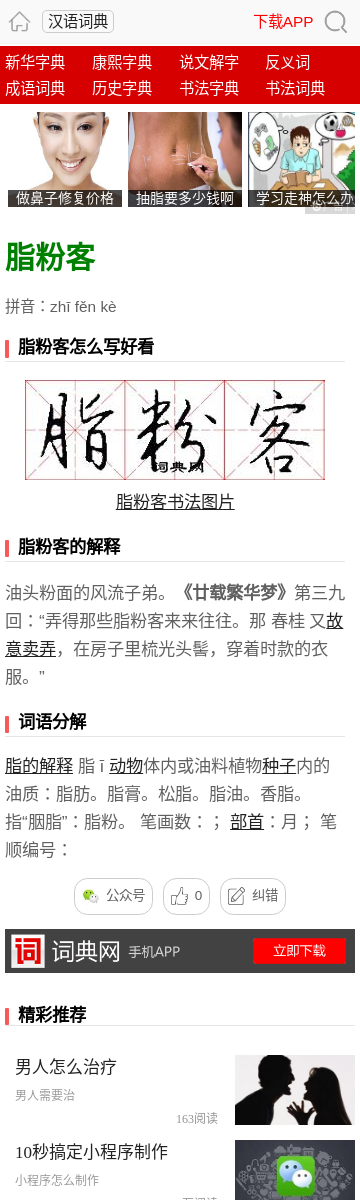 汉语词典
下载APP
新华字典 康熙字典 说文解字 反义词
成语词典 历史字典 书法字典 书法词典
做鼻子修复价格 抽脂要多少钱啊 学习走神怎么办
脂粉客
拼音：zhī fěn kè
脂粉客怎么写好看
脂粉客
词典网
脂粉客书法图片
脂粉客的解释
油头粉面的风流子弟。《廿载繁华梦》第三九
回：“弄得那些脂粉客来来往往。那 春桂 又故
意卖弄，在房子里梳光头髻，穿着时款的衣
服。”
词语分解
脂的解释 脂 ī 动物体内或油料植物种子内的
油质：脂肪。脂膏。松脂。脂油。香脂。
指“胭脂”：脂粉。 笔画数：； 部首：月； 笔
顺编号：
公众号 0 纠错
词 词典网 手机APP 立即下载
精彩推荐
男人怎么治疗
男人需要治
163阅读
10秒搞定小程序制作
小程序怎么制作